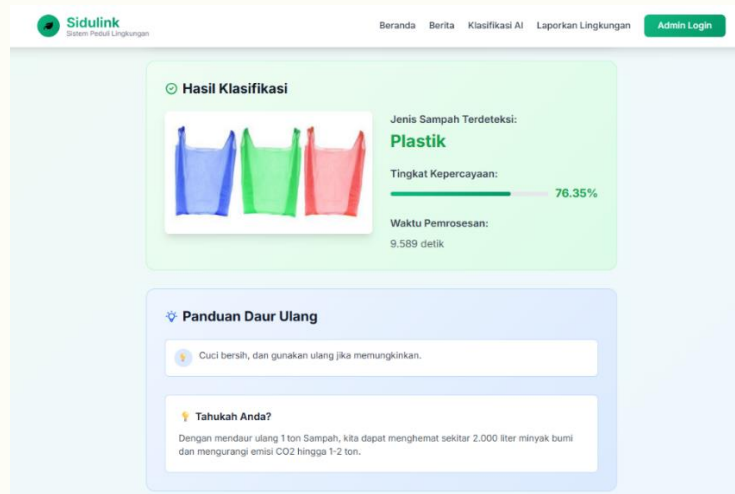 Sidulink
Sistem Peduli Lingkungan
Beranda Berita Klasifikasi AI Laporkan Lingkungan Admin Login
Hasil Klasifikasi
Jenis Sampah Terdeteksi:
Plastik
Tingkat Kepercayaan:
76.35%
Waktu Pemrosesan:
9.589 detik
Panduan Daur Ulang
Cuci bersih, dan gunakan ulang jika memungkinkan.
Tahukah Anda?
Dengan mendaur ulang 1 ton Sampah, kita dapat menghemat sekitar 2.000 liter minyak bumi
dan mengurangi emisi CO2 hingga 1-2 ton.